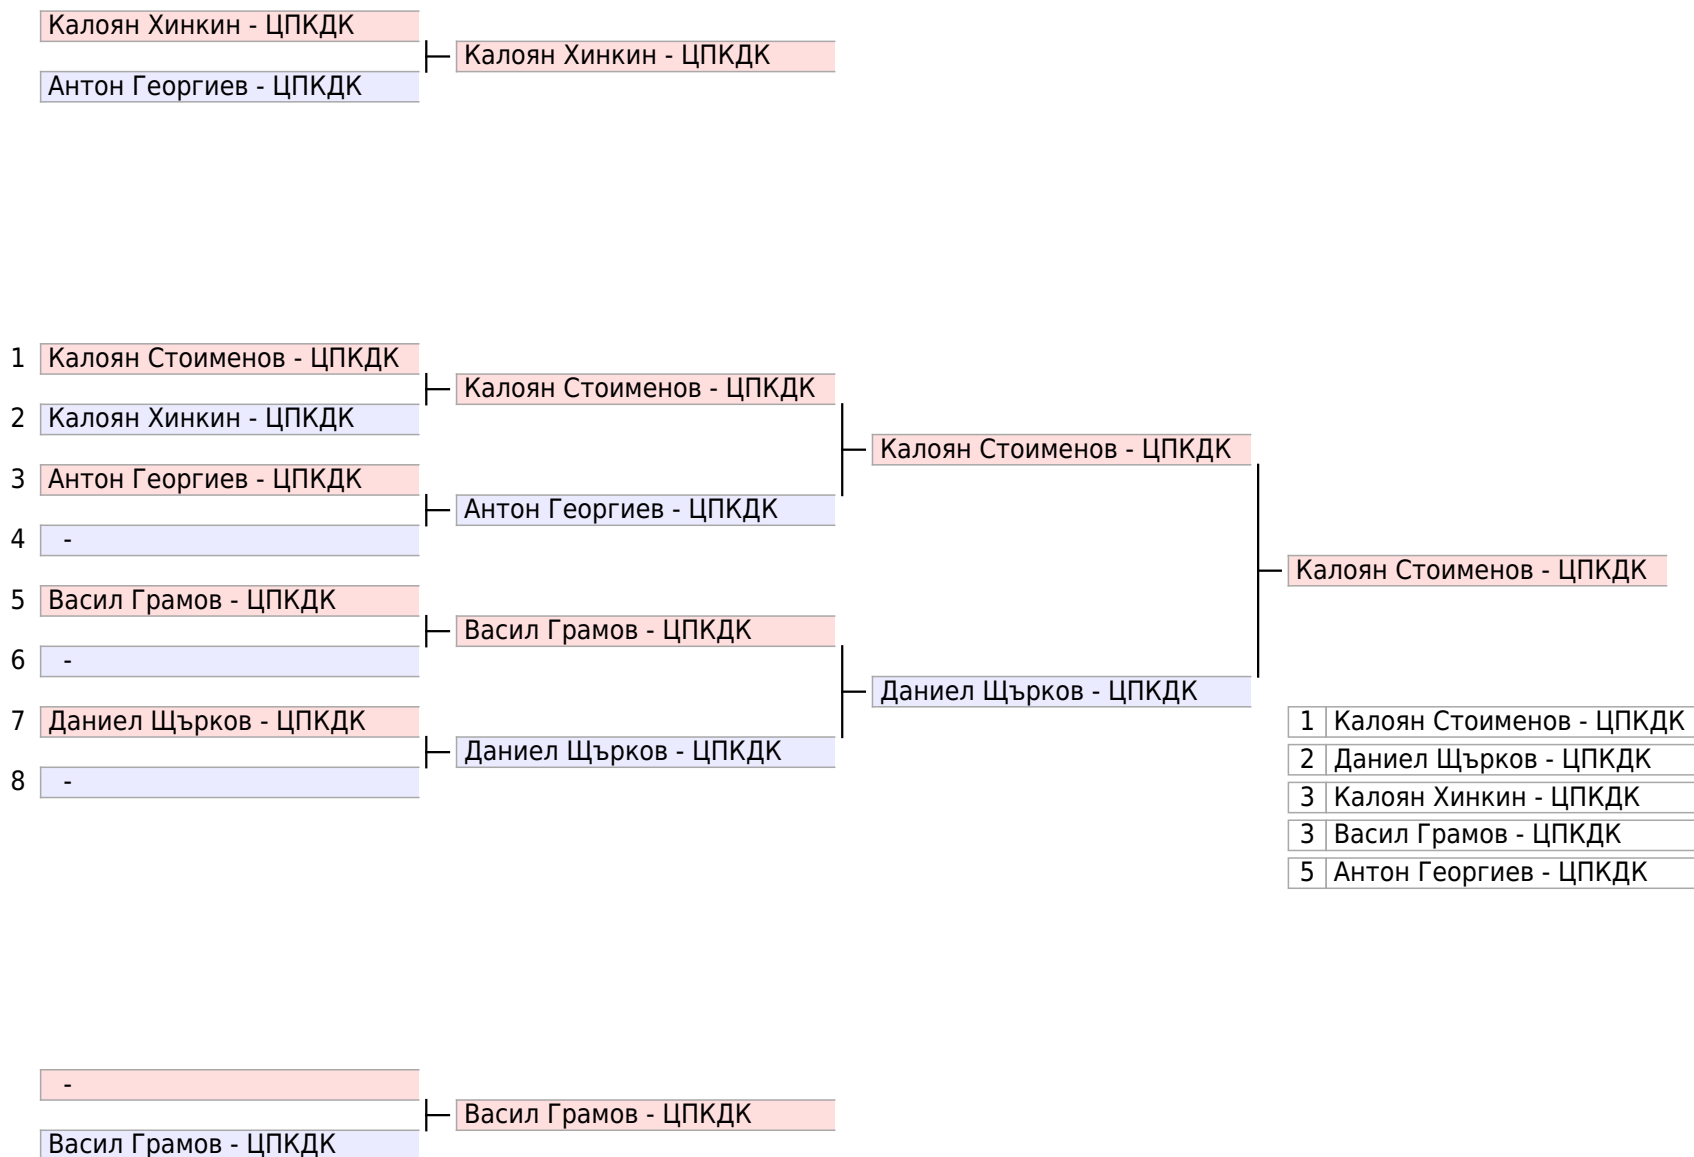 Калоян Хинкин - ЦПКДК
Калоян Хинкин - ЦПКДК
Антон Георгиев - ЦПКДК
1 Калоян Стоименов - ЦПКДК
Калоян Стоименов - ЦПКДК
2 Калоян Хинкин - ЦПКДК
Калоян Стоименов - ЦПКДК
3 Антон Георгиев - ЦПКДК
Антон Георгиев - ЦПКДК
4 -
Калоян Стоименов - ЦПКДК
5 Васил Грамов - ЦПКДК
Васил Грамов - ЦПКДК
6 -
Даниел Щърков - ЦПКДК
7 Даниел Щърков - ЦПКДК
Даниел Щърков - ЦПКДК
8 -
1 Калоян Стоименов - ЦПКДК
2 Даниел Щърков - ЦПКДК
3 Калоян Хинкин - ЦПКДК
3 Васил Грамов - ЦПКДК
5 Антон Георгиев - ЦПКДК
-
Васил Грамов - ЦПКДК
Васил Грамов - ЦПКДК